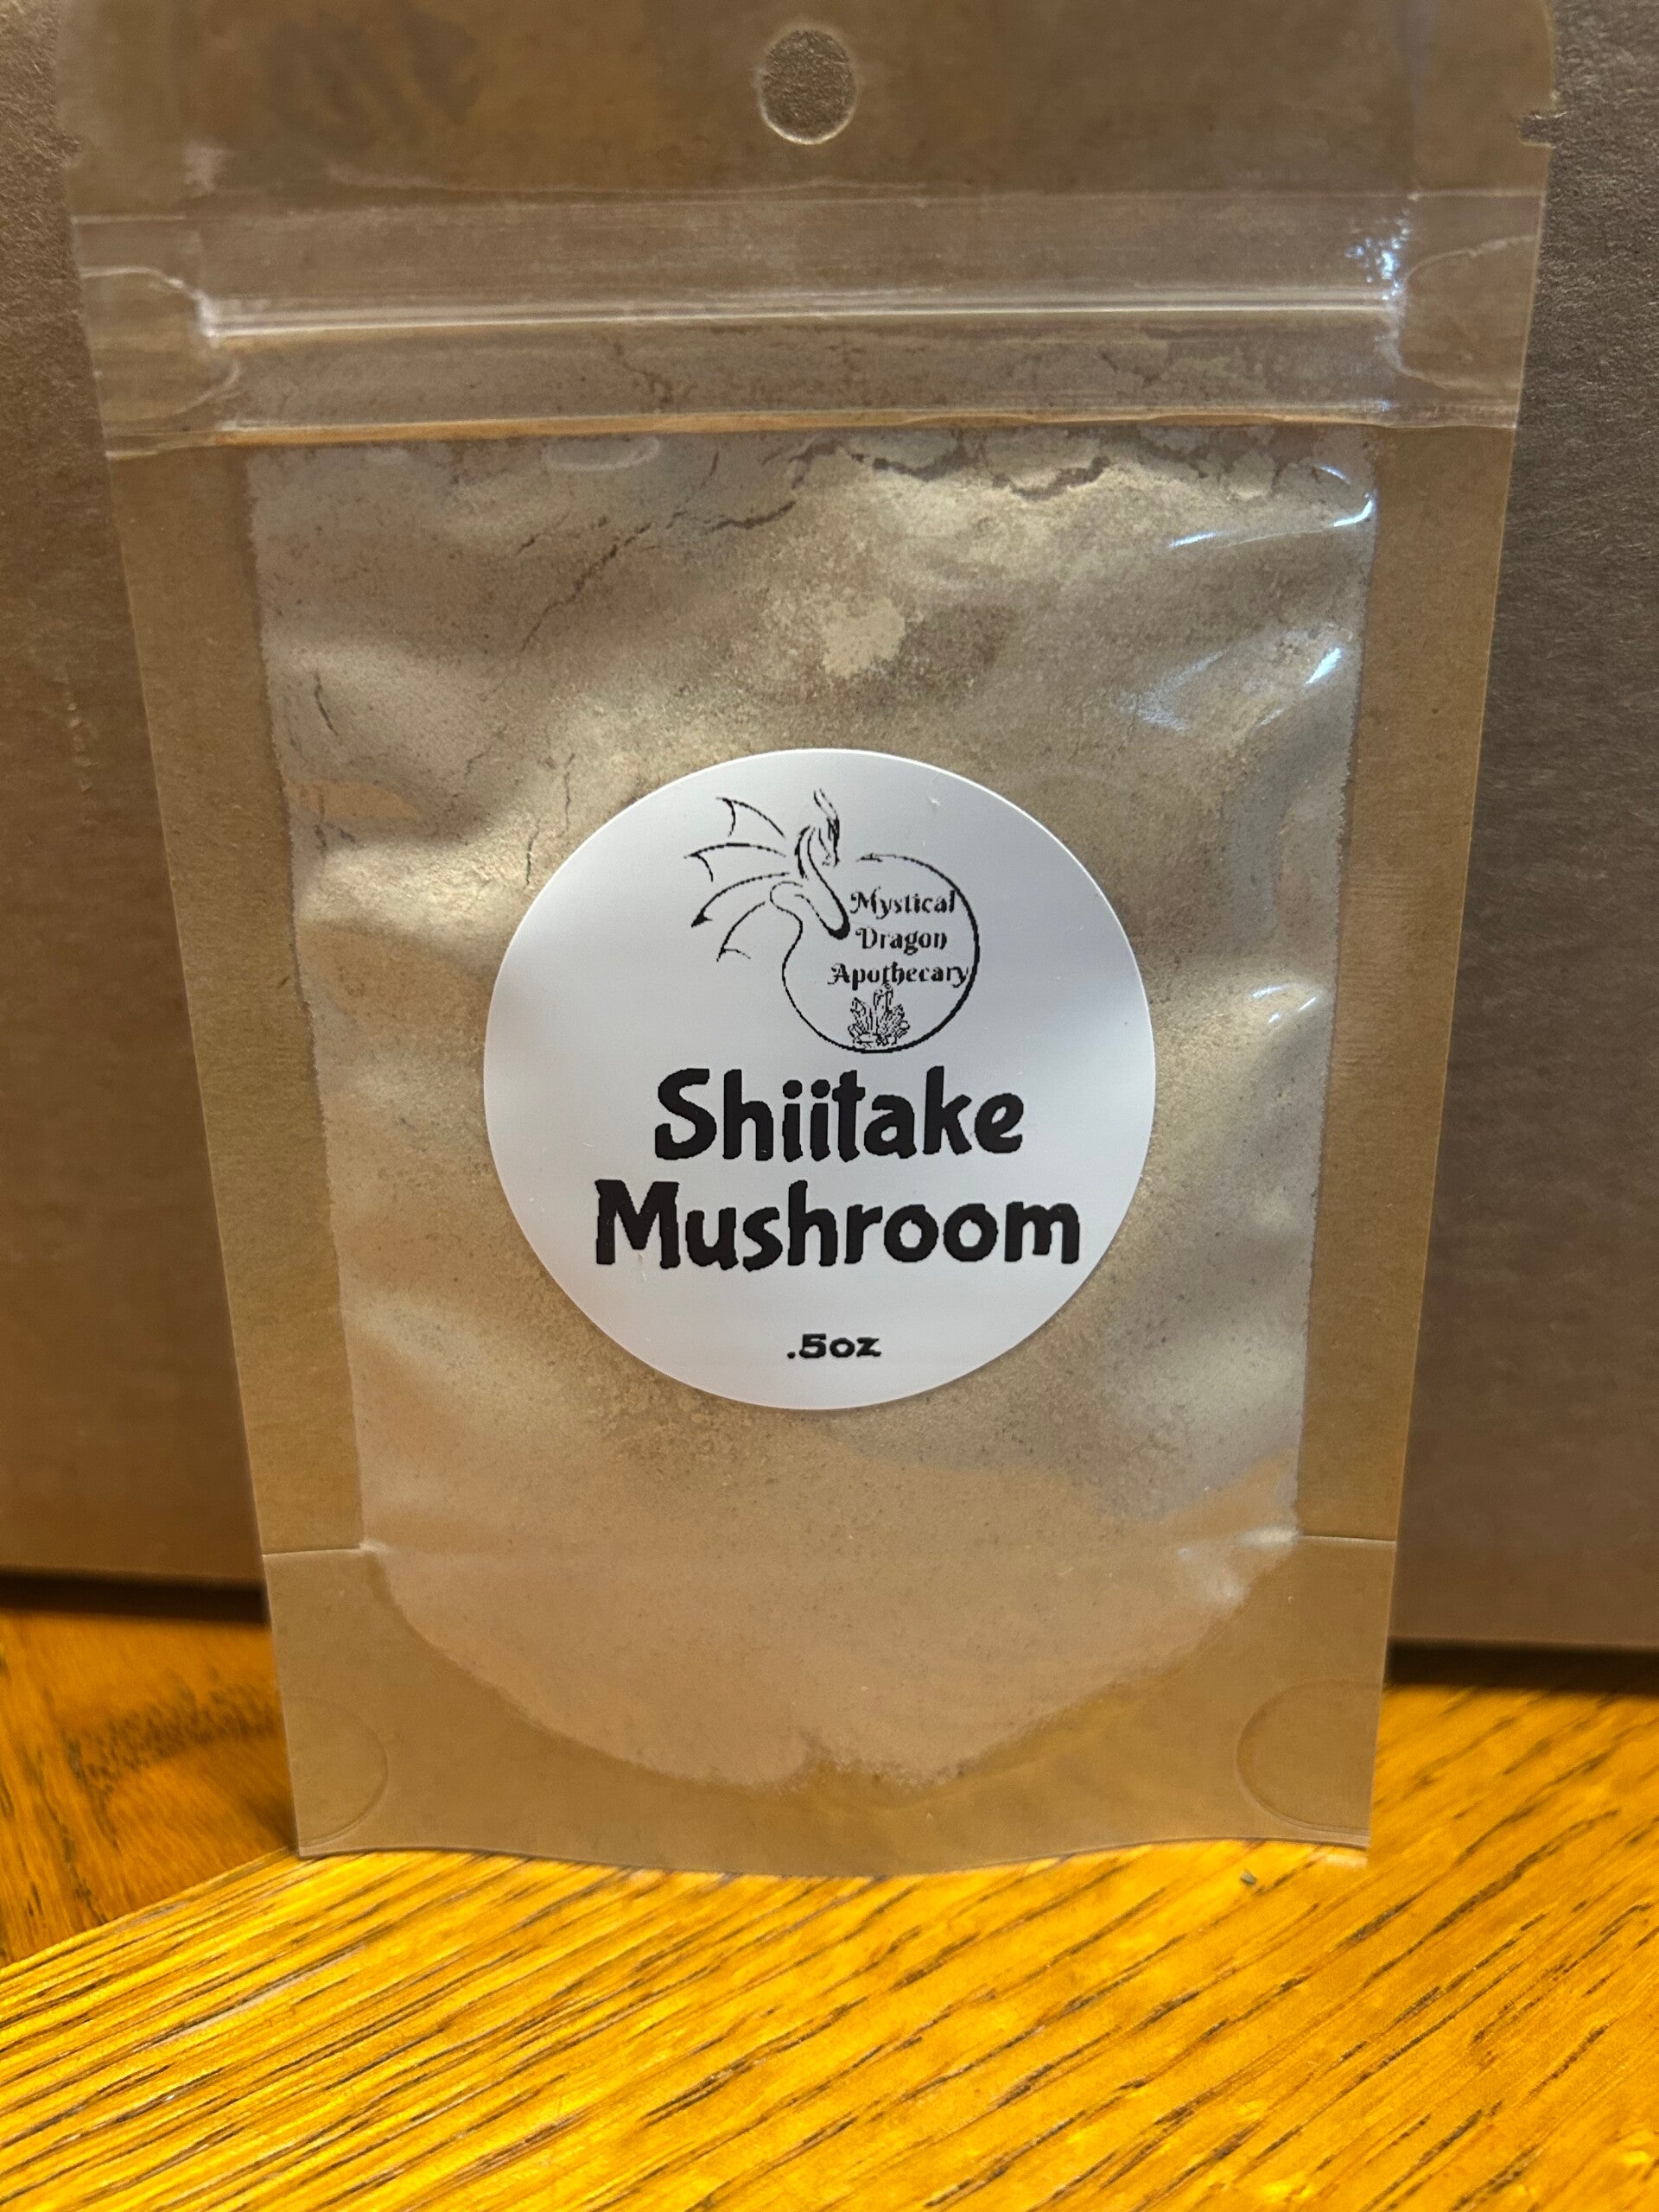 Mystical
Dragon
Apothecary
Shiitake
Mushroom
.5oz